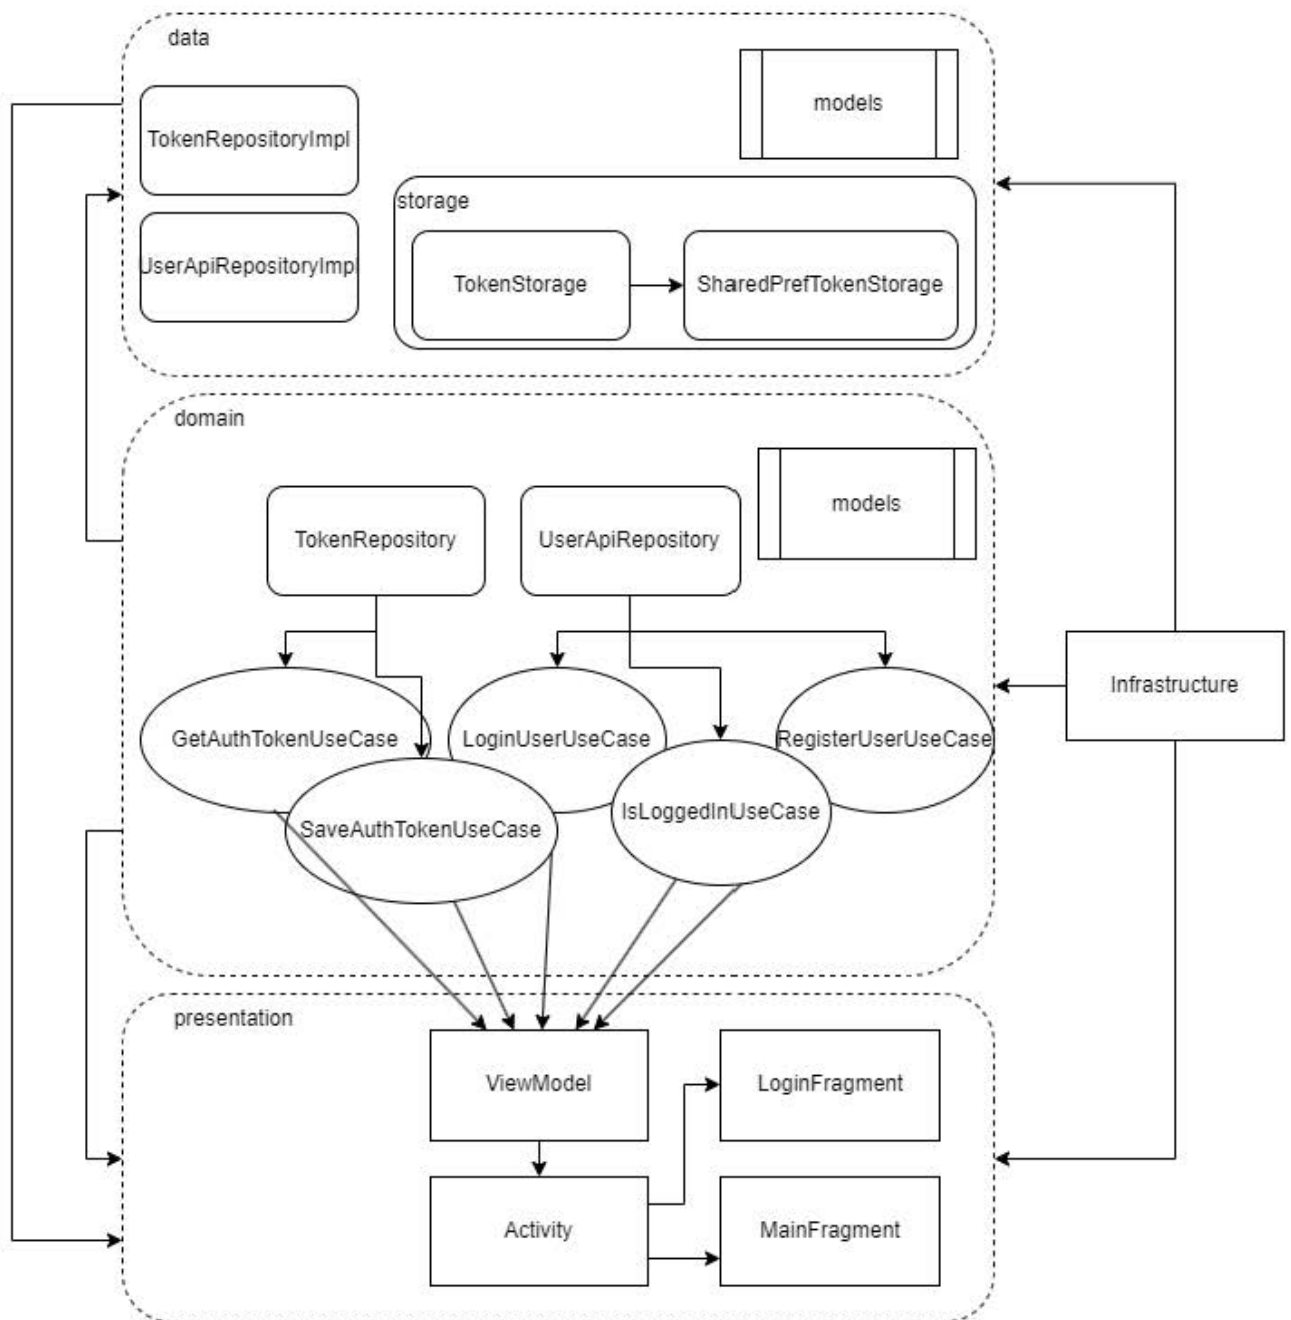 data
models
TokenRepositoryImpl
storage
UserApiRepositoryImpl
TokenStorage
SharedPrefTokenStorage
domain
models
TokenRepository
UserApiRepository
Infrastructure
GetAuthTokenUseCase
LoginUserUseCase
RegisterUserUseCase
IsLoggedInUseCase
SaveAuthTokenUseCase
presentation
ViewModel
LoginFragment
Activity
MainFragment